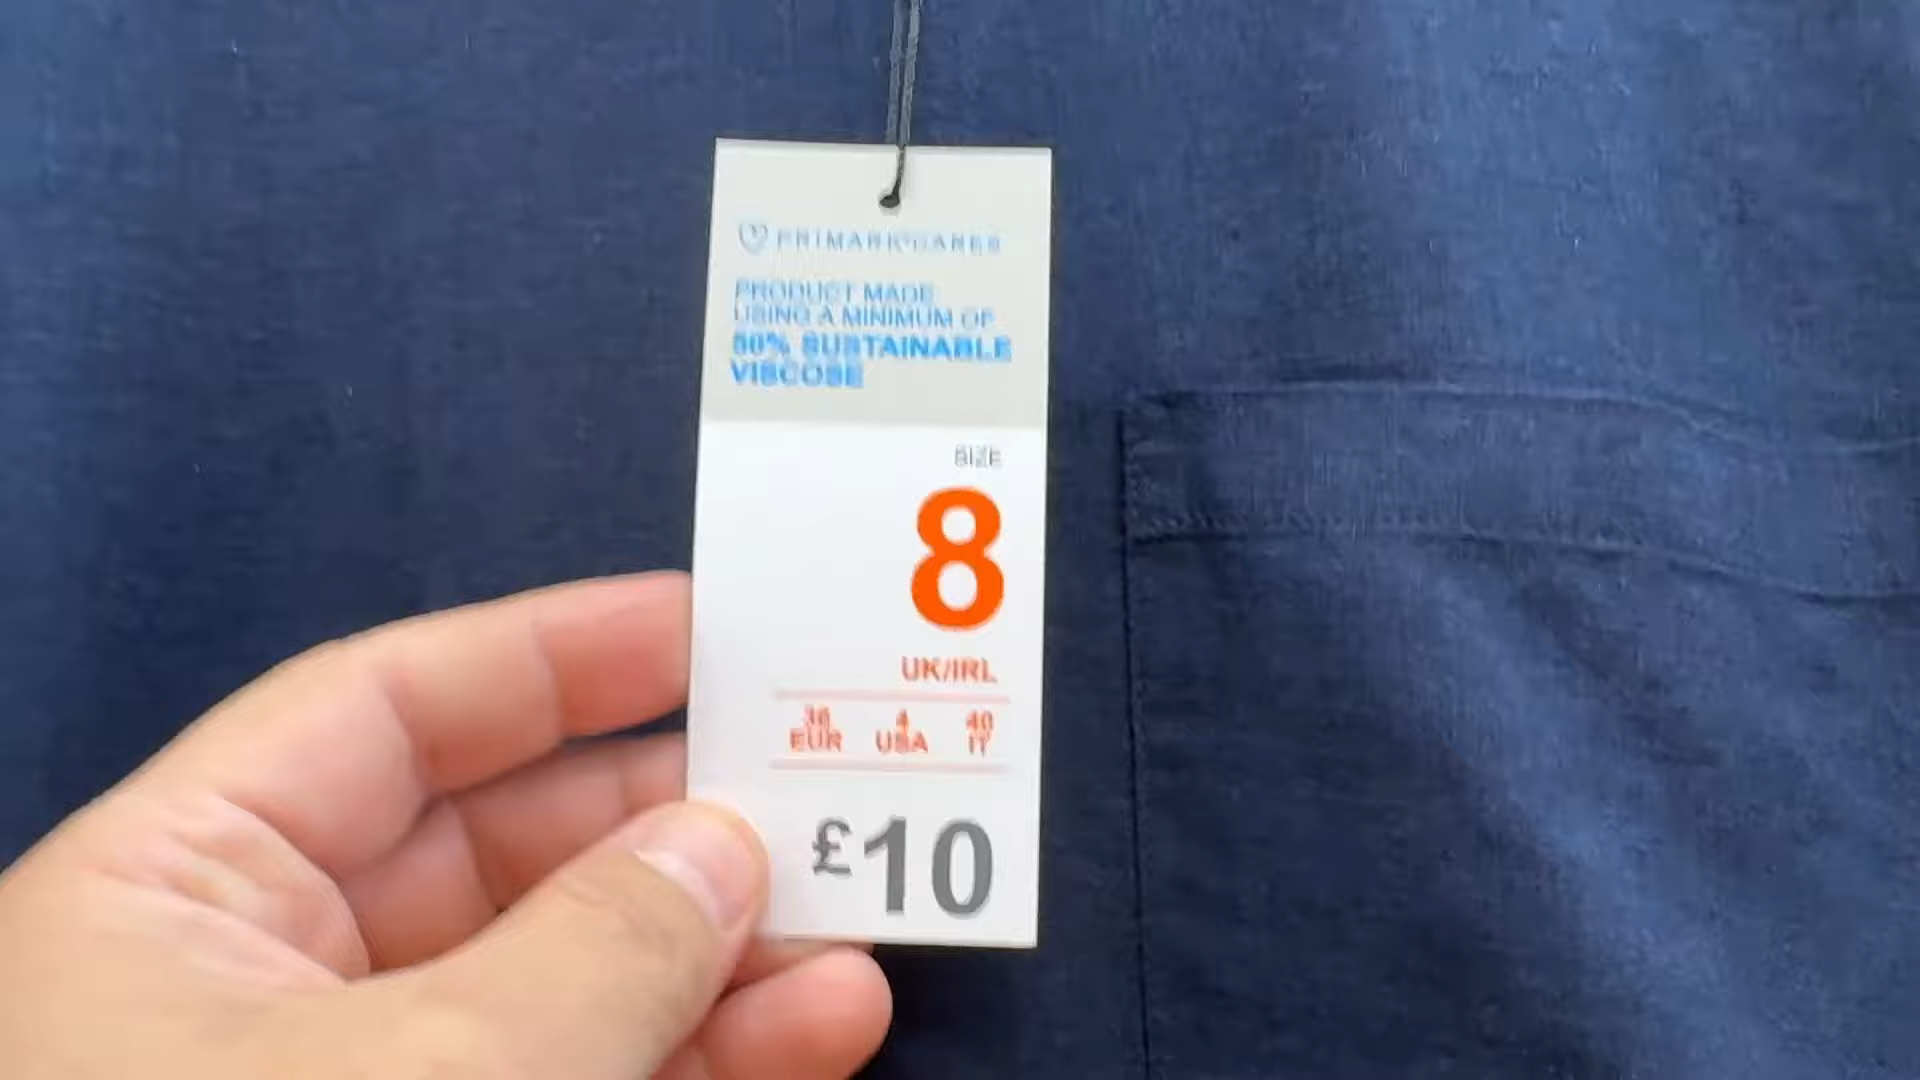 PRIMARK CARES
PRODUCT MADE
USING A MINIMUM OF
50% SUSTAINABLE
VISCOSE
SIZE
8
UK/IRL
36 4 40
EUR USA IT
£10